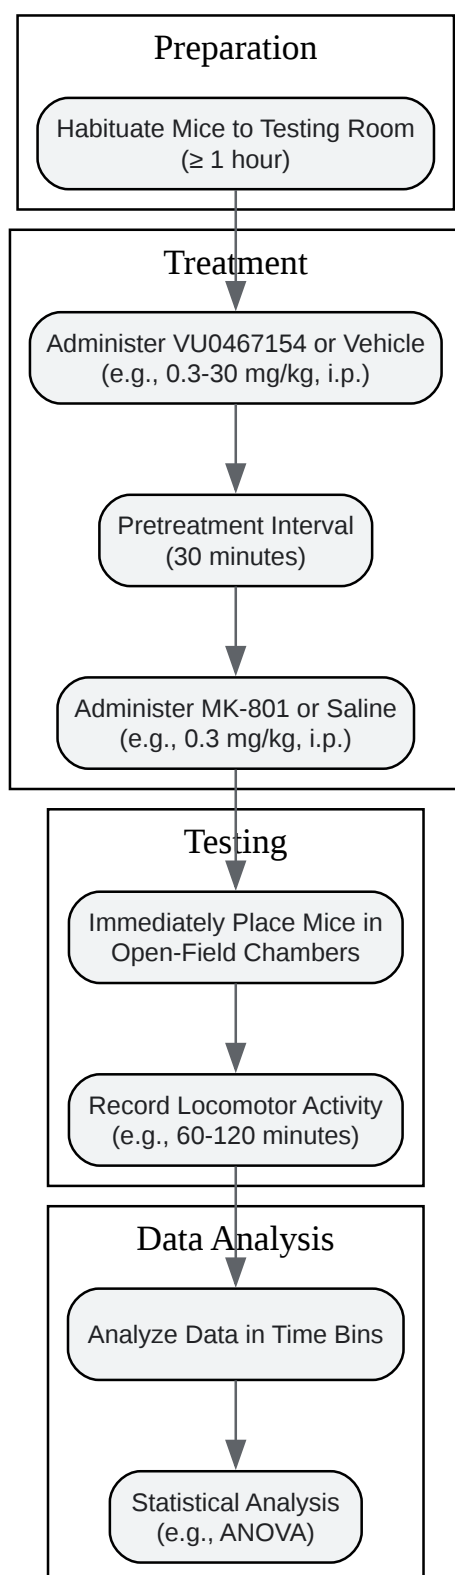 Preparation
Habituate Mice to Testing Room
(≥ 1 hour)
Treatment
Administer VU0467154 or Vehicle
(e.g., 0.3-30 mg/kg, i.p.)
Pretreatment Interval
(30 minutes)
Administer MK-801 or Saline
(e.g., 0.3 mg/kg, i.p.)
Testing
Immediately Place Mice in
Open-Field Chambers
Record Locomotor Activity
(e.g., 60-120 minutes)
Data Analysis
Analyze Data in Time Bins
Statistical Analysis
(e.g., ANOVA)